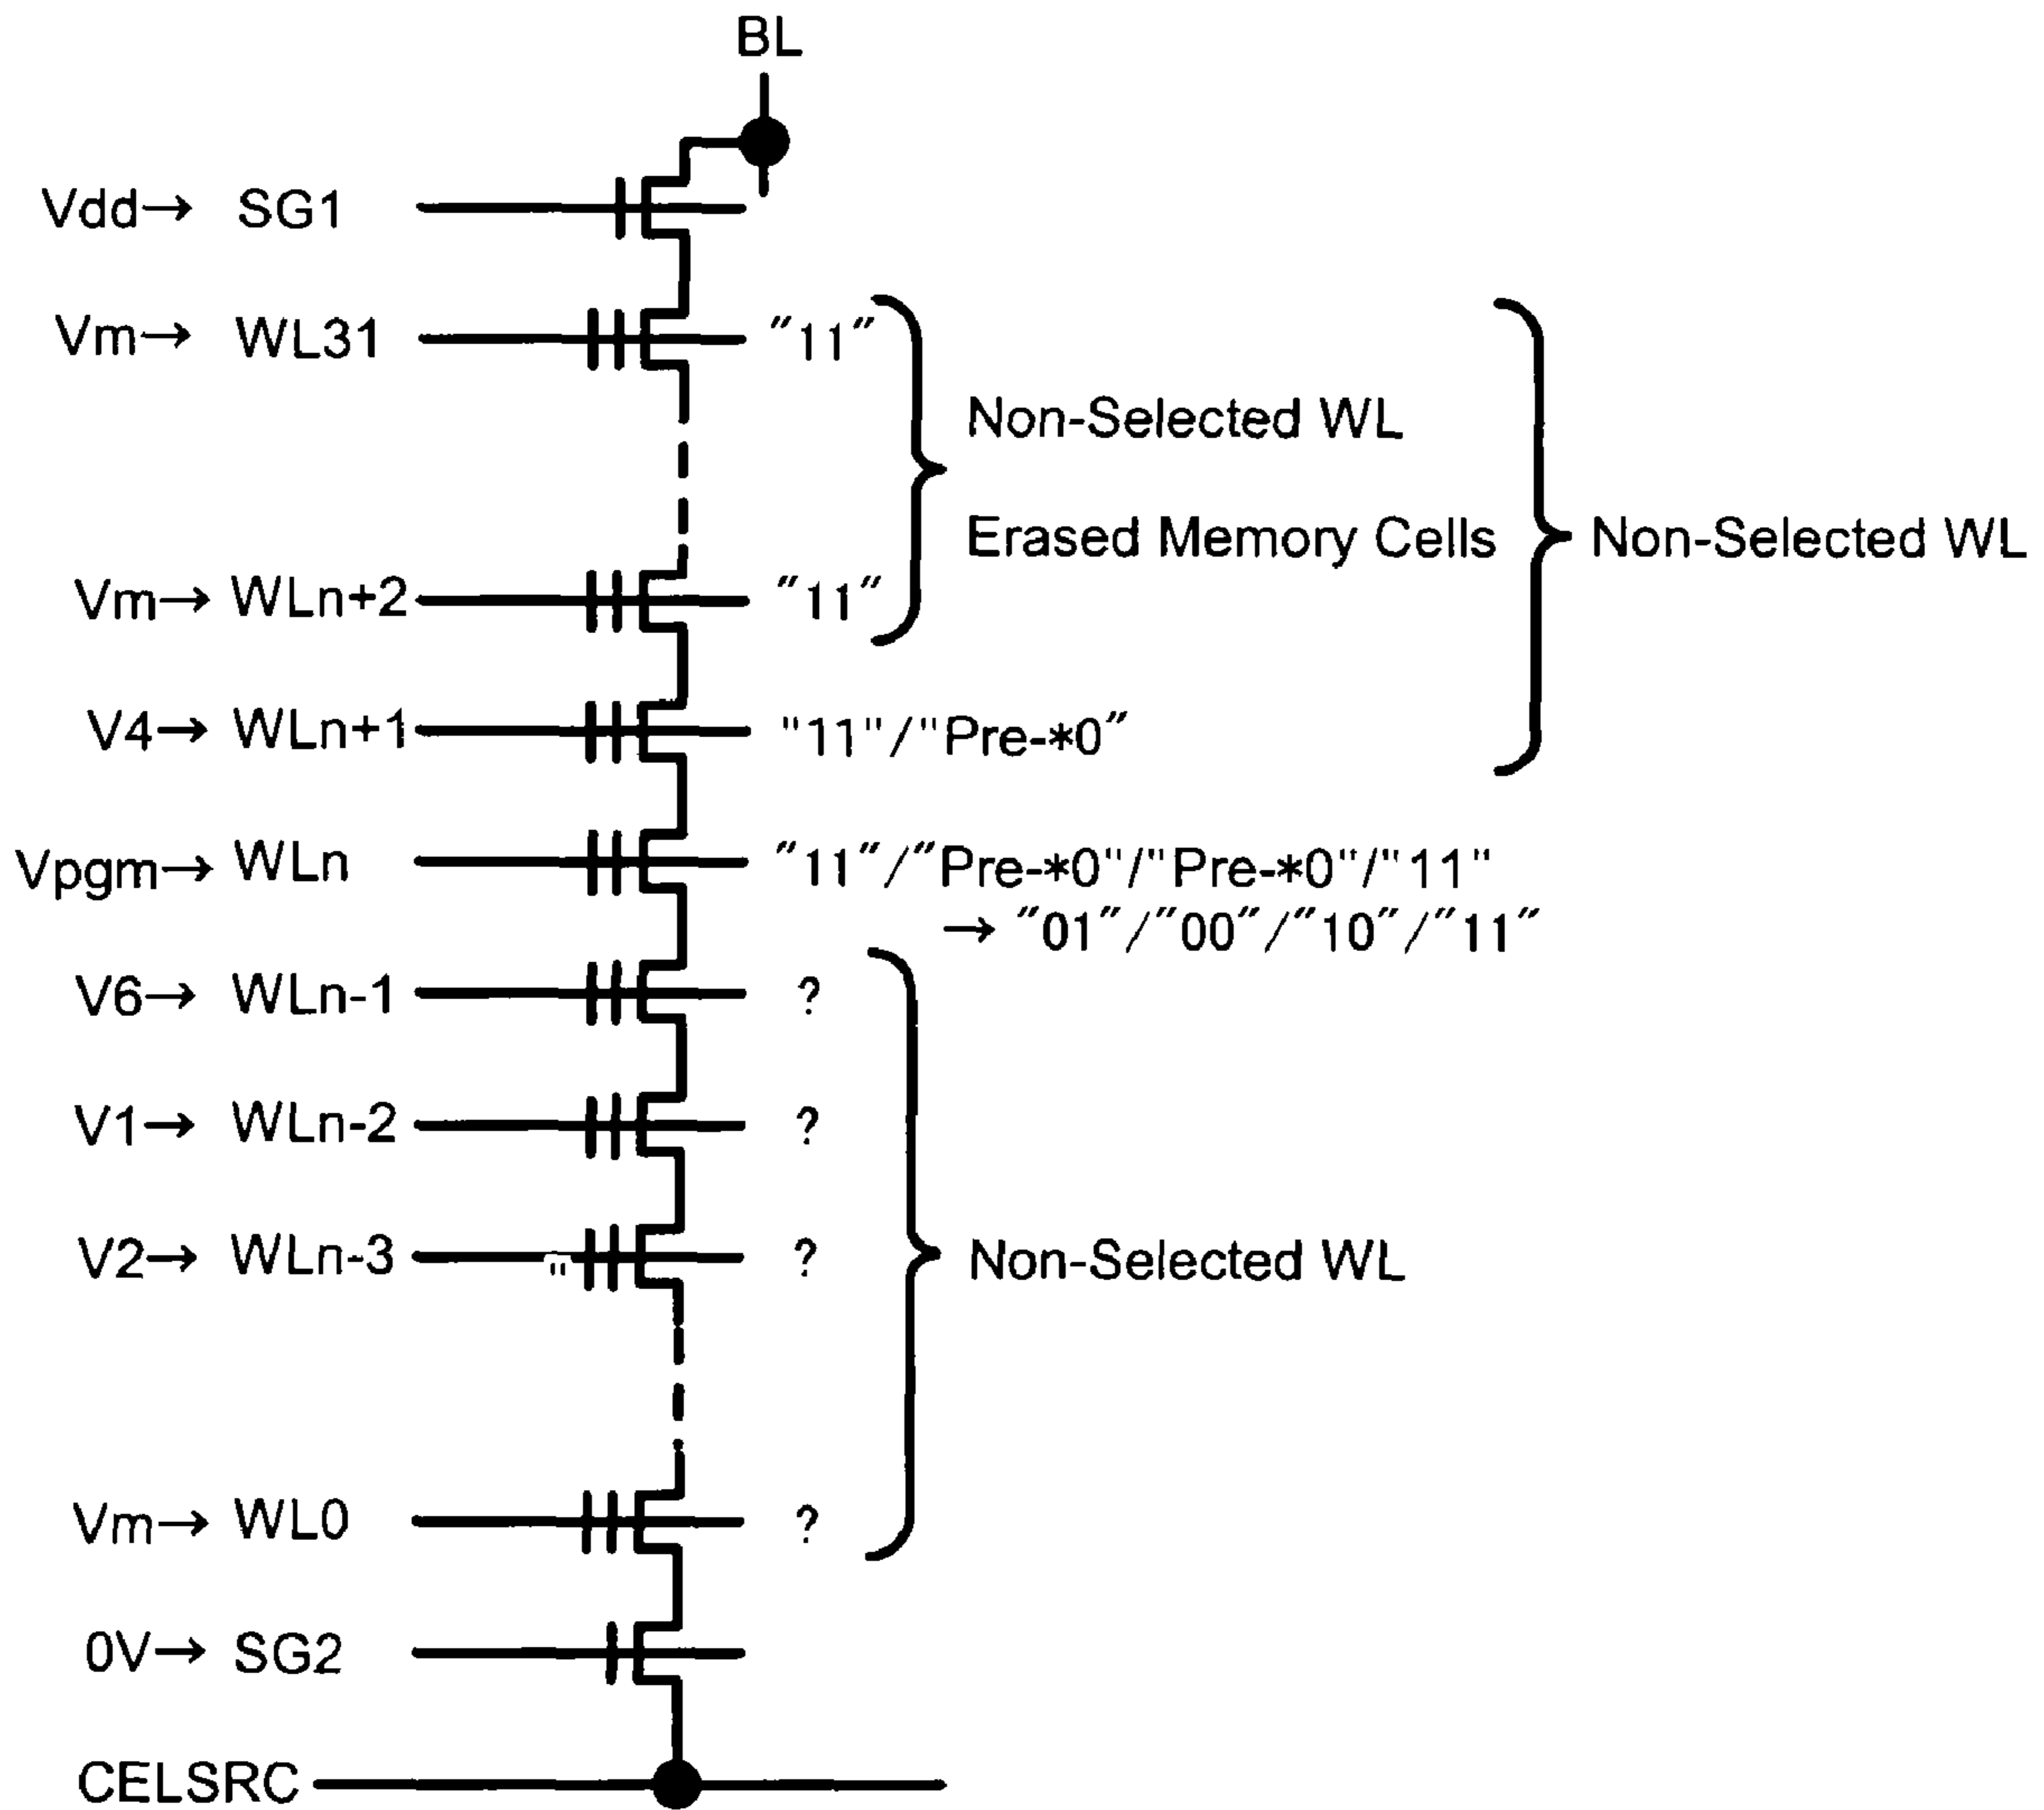 BL
Vdd→ SG1
Vm→ WL31 "11"
Non-Selected WL
Erased Memory Cells
Non-Selected WL
Vm→ WLn+2 "11"
V4→ WLn+1 "11"/"Pre-*0"
Vpgm→ WLn "11"/"Pre-*0"/"Pre-*0"/"11"
→ "01"/"00"/"10"/"11"
V6→ WLn-1 ?
V1→ WLn-2 ?
V2→ WLn-3 " ?
Non-Selected WL
Vm→ WL0 ?
0V→ SG2
CELSRC